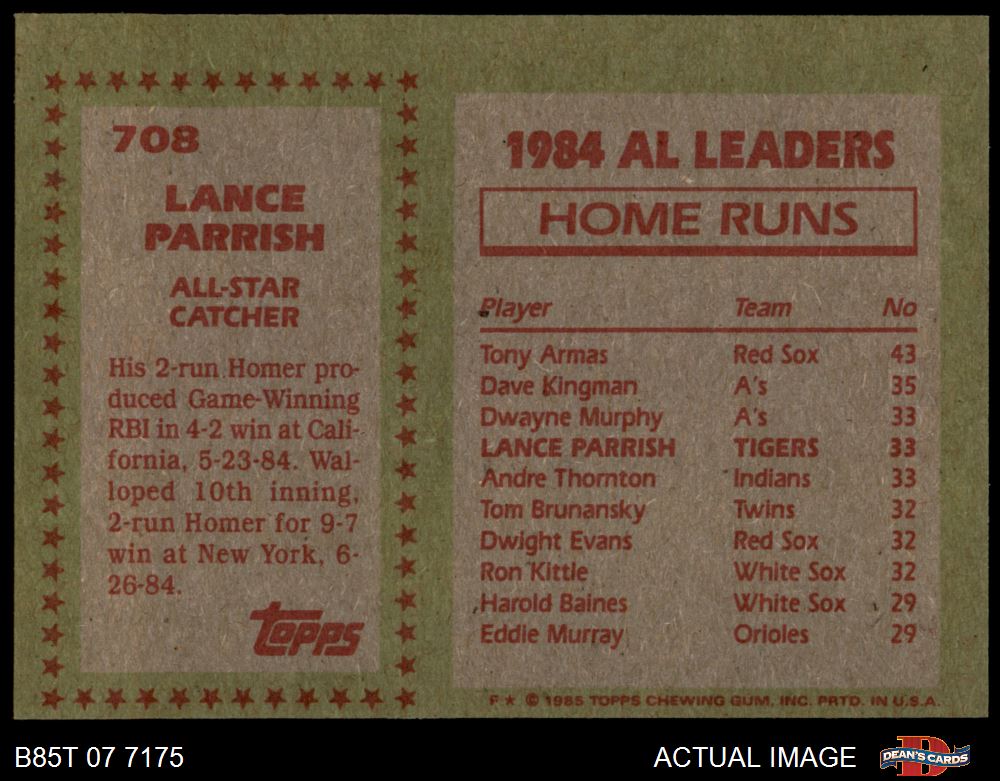 708
LANCE
PARRISH
ALL-STAR
CATCHER
His 2-run Homer pro-
duced Game-Winning
RBI in 4-2 win at Cali-
fornia, 5-23-84. Wal-
loped 10th inning,
2-run Homer for 9-7
win at New York, 6-
26-84.
topps
1984 AL LEADERS
HOME RUNS
Player Team No
Tony Armas Red Sox 43
Dave Kingman A's 35
Dwayne Murphy A's 33
LANCE PARRISH TIGERS 33
Andre Thornton Indians 33
Tom Brunansky Twins 32
Dwight Evans Red Sox 32
Ron Kittle White Sox 32
Harold Baines White Sox 29
Eddie Murray Orioles 29
F ★ © 1985 TOPPS CHEWING GUM, INC. PRTD. IN U.S.A.
B85T 07 7175
ACTUAL IMAGE
D
DEAN'S CARDS